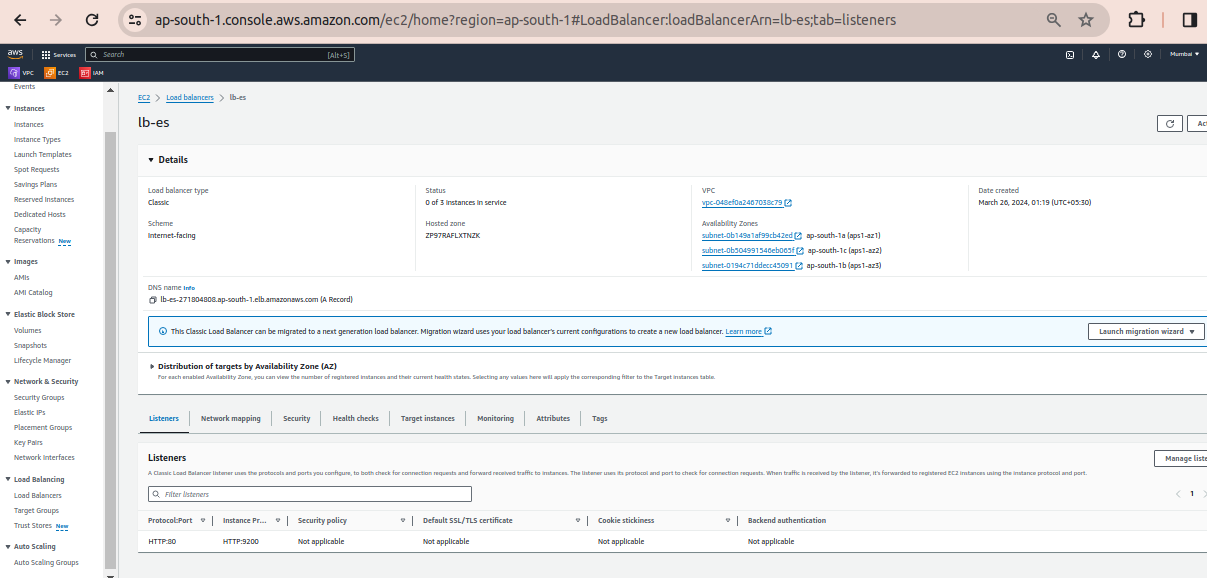 ap-south-1.console.aws.amazon.com/ec2/home?region=ap-south-1#LoadBalancer:loadBalancerArn=lb-es;tab=listeners
aws Services Search [Alt+S] Mumbai
VPC EC2 IAM
Events
Instances
Instances
Instance Types
Launch Templates
Spot Requests
Savings Plans
Reserved Instances
Dedicated Hosts
Capacity
Reservations New
Images
AMIs
AMI Catalog
Elastic Block Store
Volumes
Snapshots
Lifecycle Manager
Network & Security
Security Groups
Elastic IPs
Placement Groups
Key Pairs
Network Interfaces
Load Balancing
Load Balancers
Target Groups
Trust Stores New
Auto Scaling
Auto Scaling Groups
EC2 > Load balancers > lb-es
lb-es
Details
Load balancer type
Classic
Scheme
Internet-facing
Status
0 of 3 instances in service
Hosted zone
ZP97RAFLXTNZK
VPC
vpc-048ef0a2467038c79
Availability Zones
subnet-0b149a1af99cb42ed ap-south-1a (aps1-az1)
subnet-0b504991546eb065f ap-south-1c (aps1-az2)
subnet-0194c71ddecc45091 ap-south-1b (aps1-az3)
Date created
March 26, 2024, 01:19 (UTC+05:30)
DNS name Info
lb-es-271804808.ap-south-1.elb.amazonaws.com (A Record)
This Classic Load Balancer can be migrated to a next generation load balancer. Migration wizard uses your load balancer's current configurations to create a new load balancer. Learn more
Launch migration wizard
Distribution of targets by Availability Zone (AZ)
For each enabled Availability Zone, you can view the number of registered instances and their current health states. Selecting any values here will apply the corresponding filter to the Target instances table.
Listeners Network mapping Security Health checks Target instances Monitoring Attributes Tags
Listeners
Manage liste
A Classic Load Balancer listener uses the protocols and ports you configure, to both check for connection requests and forward received traffic to instances. The listener uses its protocol and port to check for connection requests. When traffic is received by the listener, it's forwarded to registered EC2 instances using the instance protocol and port.
Filter listeners
1
Protocol:Port Instance Pr... Security policy Default SSL/TLS certificate Cookie stickiness Backend authentication
HTTP:80 HTTP:9200 Not applicable Not applicable Not applicable Not applicable